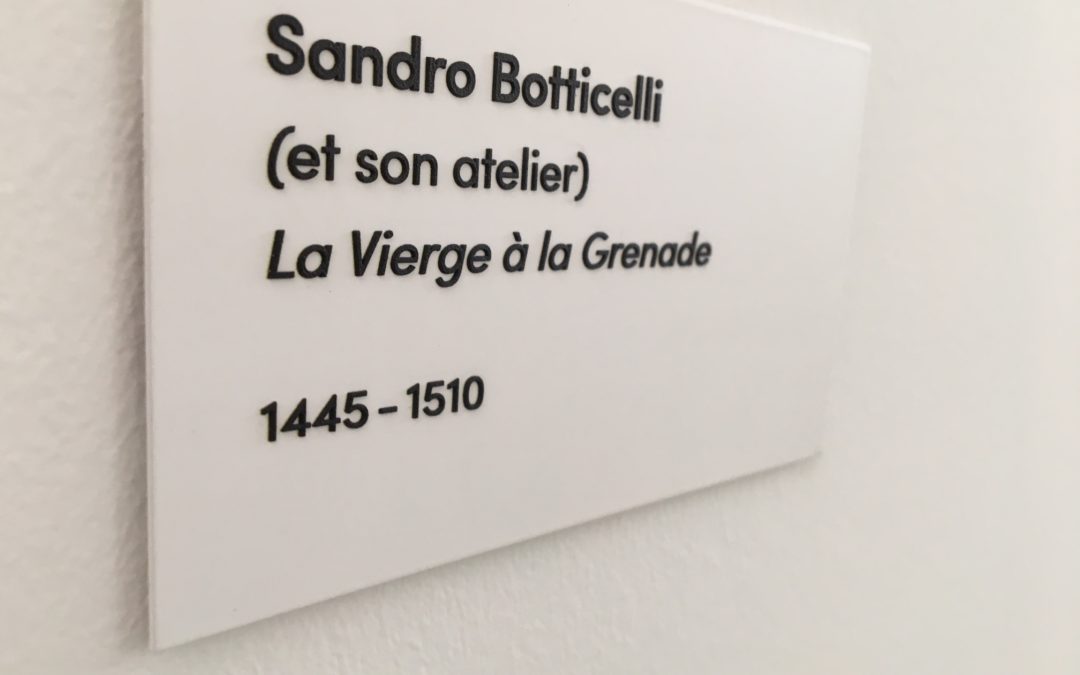 Sandro Botticelli
(et son atelier)
La Vierge à la Grenade
1445 – 1510